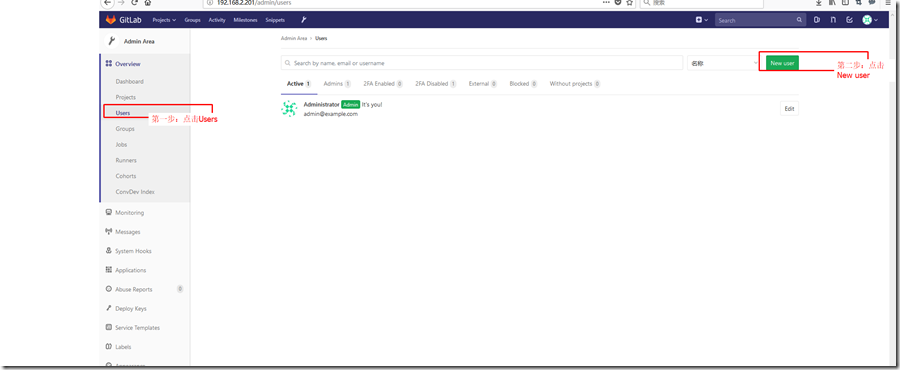 192.168.2.201/admin/users
搜索
GitLab
Projects
Groups
Activity
Milestones
Snippets
Search
Admin Area
Overview
Dashboard
Projects
Users
第一步：点击Users
Groups
Jobs
Runners
Cohorts
ConvDev Index
Monitoring
Messages
System Hooks
Applications
Abuse Reports 0
Deploy Keys
Service Templates
Labels
Admin Area > Users
Search by name, email or username
名称
New user
第二步：点击
New user
Active 1
Admins 1
2FA Enabled 0
2FA Disabled 1
External 0
Blocked 0
Without projects 0
Administrator Admin It's you!
admin@example.com
Edit